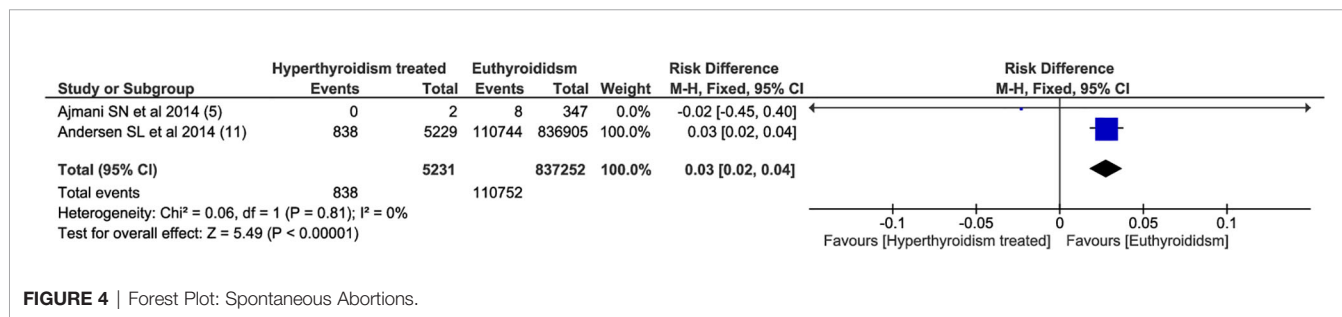 Hyperthyroidism treated Euthyroididsm Risk Difference Risk Difference
Study or Subgroup Events Total Events Total Weight M-H, Fixed, 95% CI M-H, Fixed, 95% CI
Ajmani SN et al 2014 (5) 0 2 8 347 0.0% -0.02 [-0.45, 0.40]
Andersen SL et al 2014 (11) 838 5229 110744 836905 100.0% 0.03 [0.02, 0.04]
Total (95% CI) 5231 837252 100.0% 0.03 [0.02, 0.04]
Total events 838 110752
Heterogeneity: Chi² = 0.06, df = 1 (P = 0.81); I² = 0%
Test for overall effect: Z = 5.49 (P < 0.00001)
-0.1 -0.05 0 0.05 0.1
Favours [Hyperthyroidism treated] Favours [Euthyroididsm]
FIGURE 4 | Forest Plot: Spontaneous Abortions.